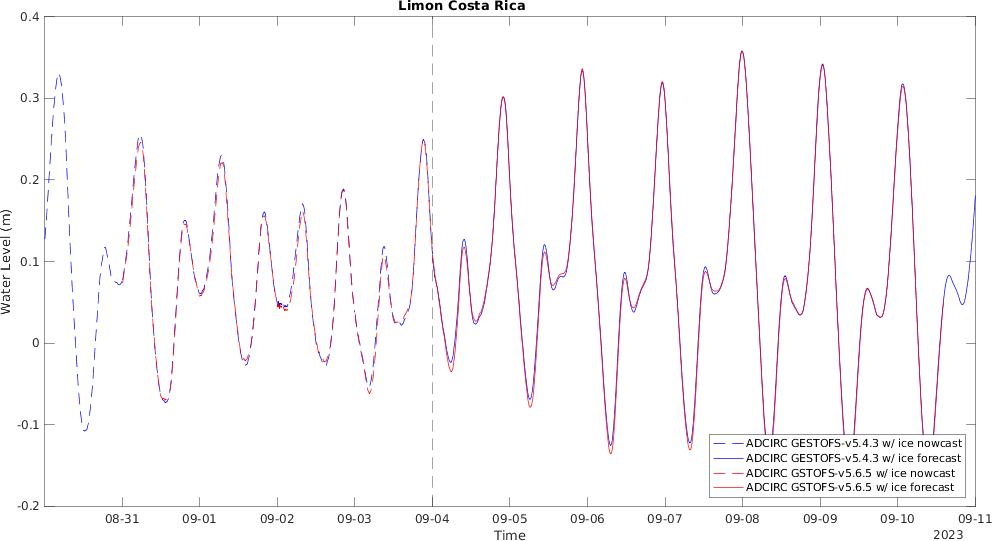 Limon Costa Rica
0.4
0.3
0.2
0.1
0
-0.1
-0.2
Water Level (m)
ADCIRC GESTOFS-v5.4.3 w/ ice nowcast
ADCIRC GESTOFS-v5.4.3 w/ ice forecast
ADCIRC GSTOFS-v5.6.5 w/ ice nowcast
ADCIRC GSTOFS-v5.6.5 w/ ice forecast
08-31 09-01 09-02 09-03 09-04 09-05 09-06 09-07 09-08 09-09 09-10 09-11
Time
2023